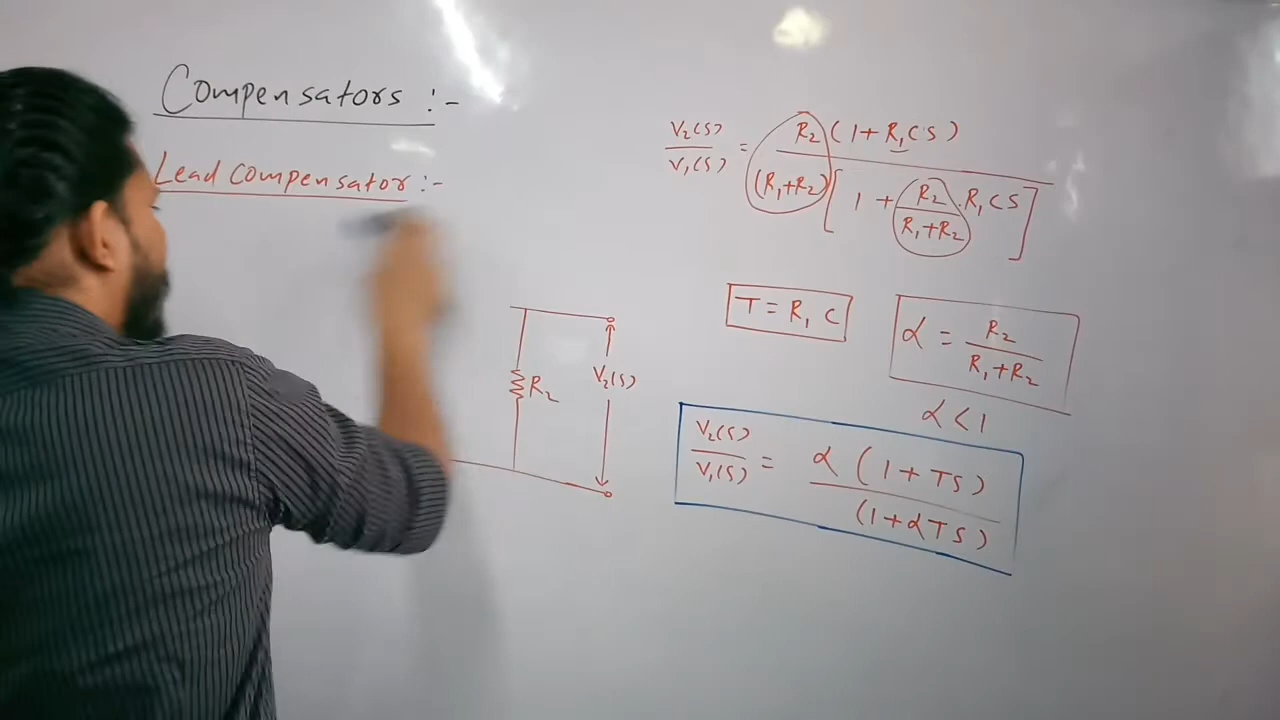 Compensators :-
Lead compensator :-
V₂(S)/V₁(S) = R₂ (1 + R₁CS) / (R₁+R₂) [1 + R₂/(R₁+R₂) . R₁CS]
T = R₁C
α = R₂/(R₁+R₂)
α < 1
R₂
V₂(S)
V₂(S)/V₁(S) = α (1 + TS) / (1 + αTS)